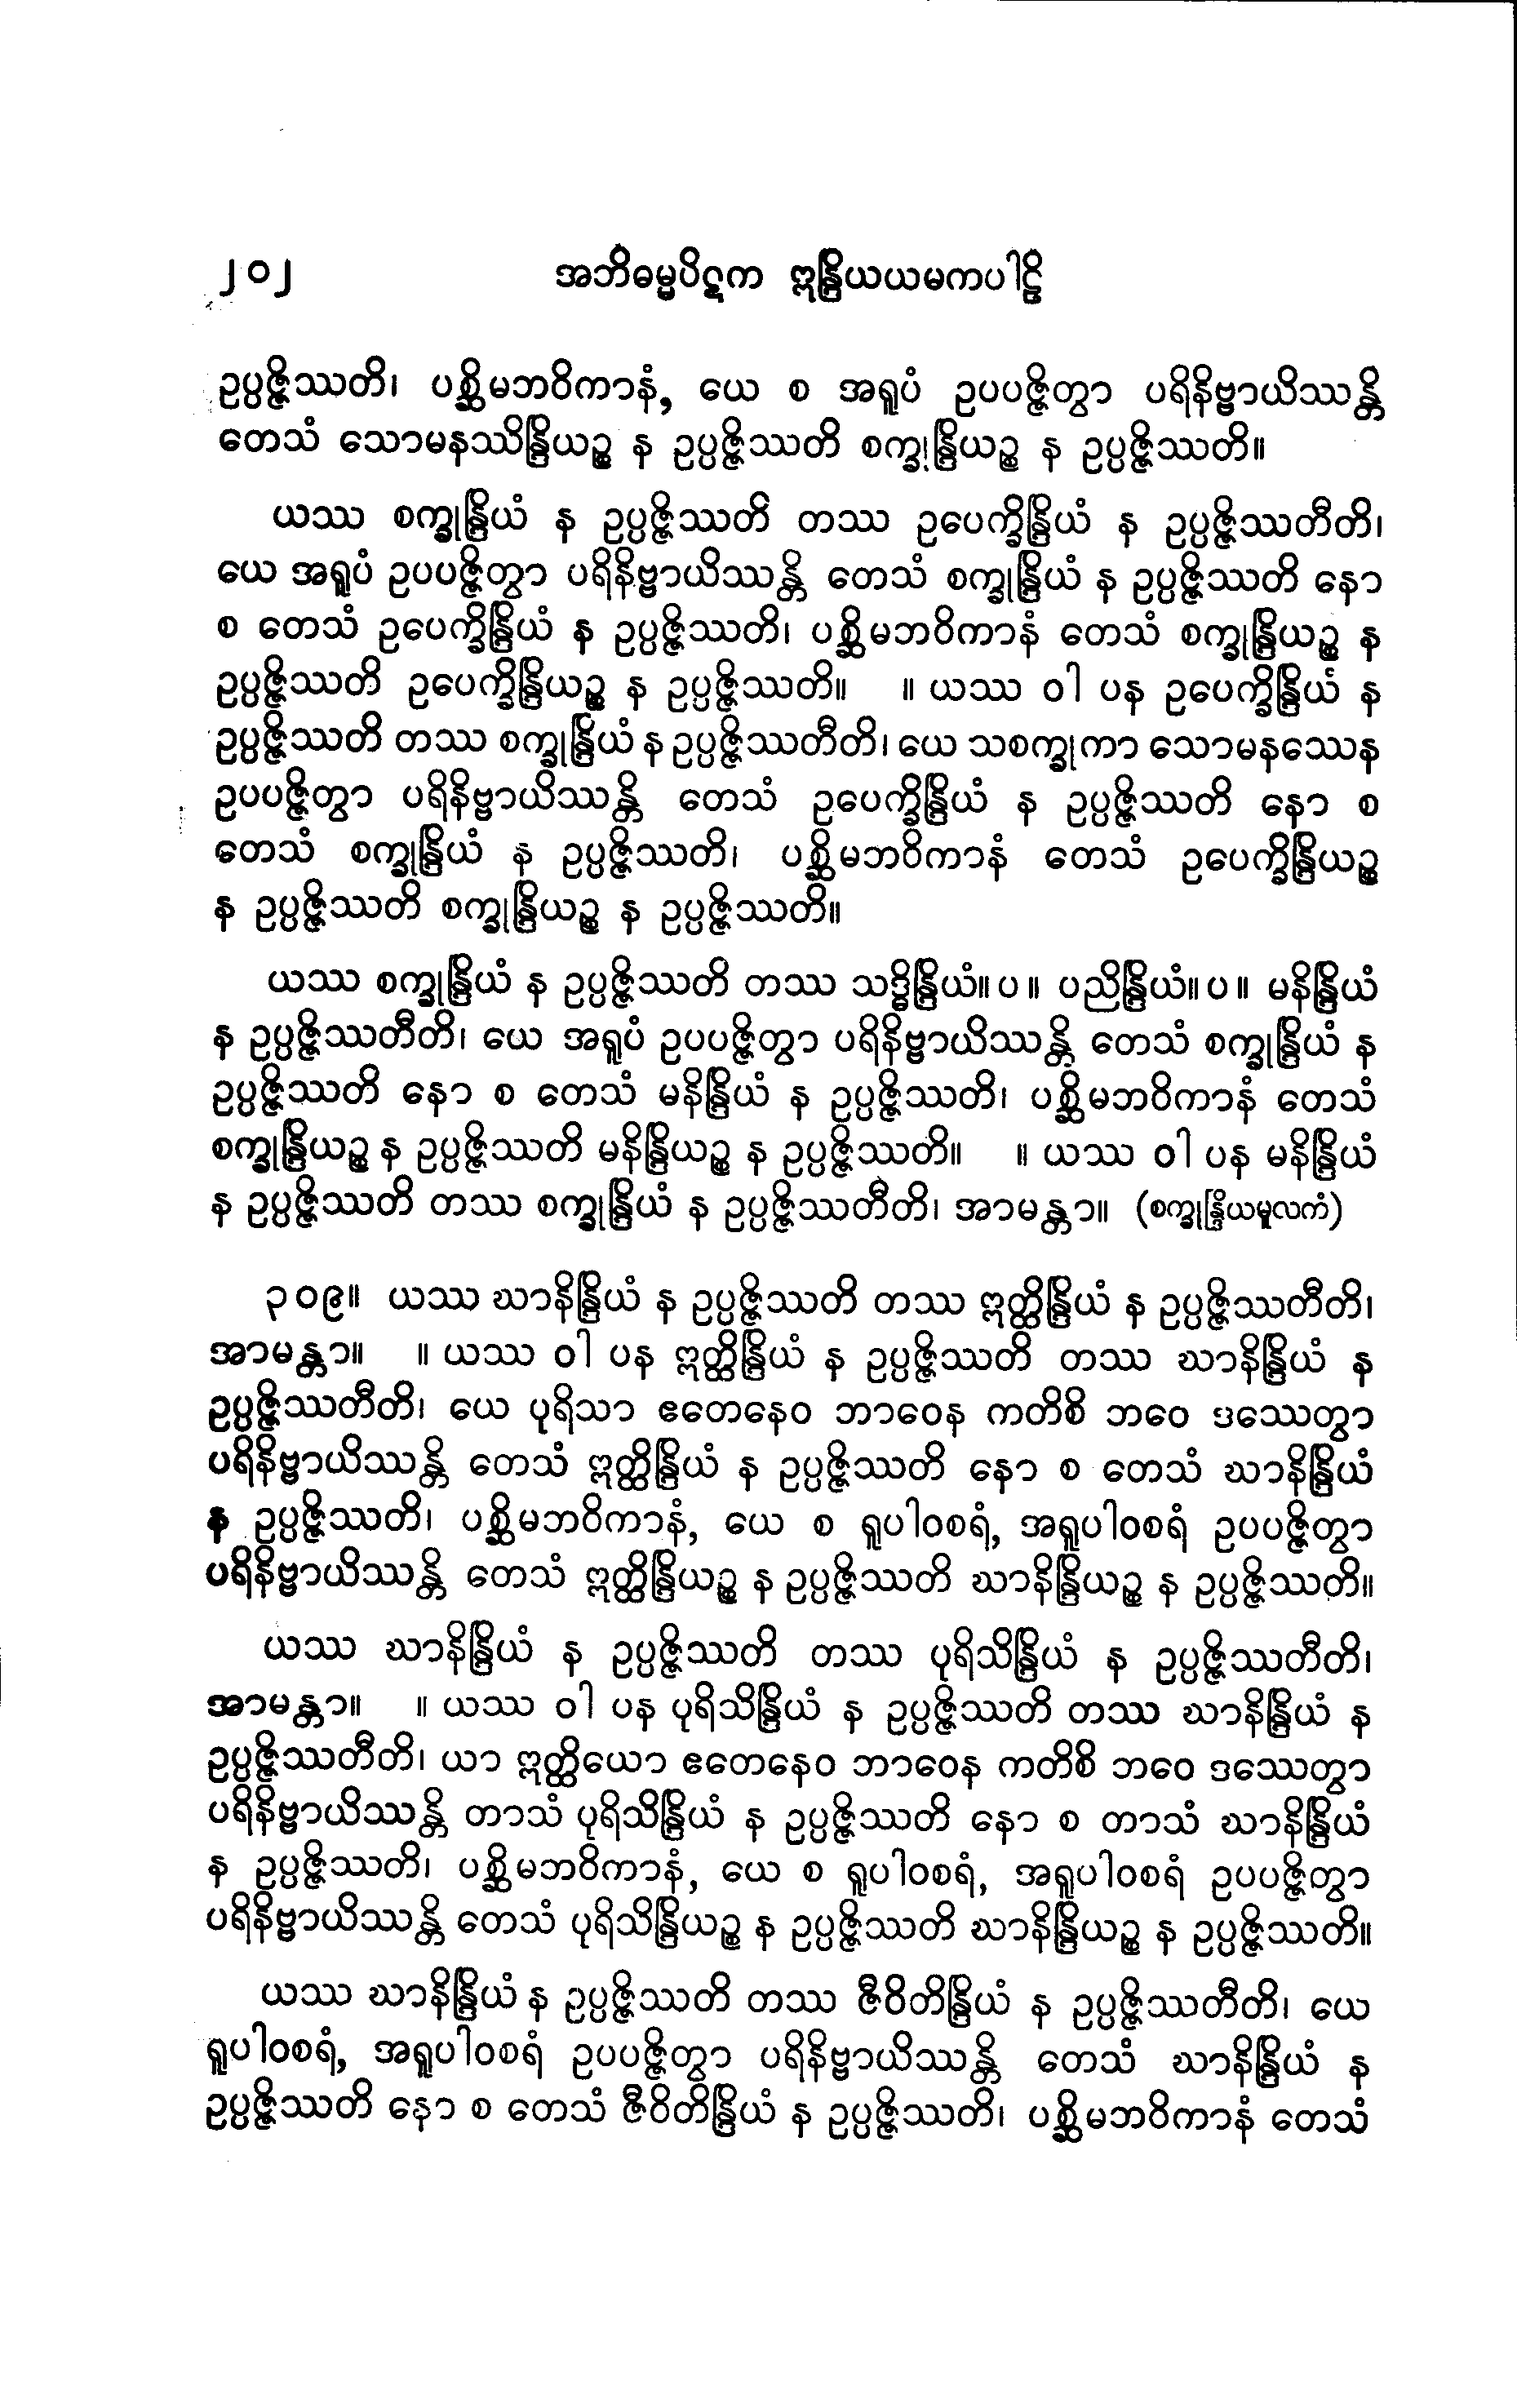 ၂၀၂ အဘိဓမ္မပိဋက ဣန္ဒြိယယမကပါဠိ
ဥပ္ပဇ္ဇိဿတိ၊ ပစ္ဆိမဘဝိကာနံ, ယေ စ အရူပံ ဥပပဇ္ဇိတွာ ပရိနိဗ္ဗာယိဿန္တိ
တေသံ သောမနဿိန္ဒြိယဉ္စ န ဥပ္ပဇ္ဇိဿတိ စက္ခုန္ဒြိယဉ္စ န ဥပ္ပဇ္ဇိဿတိ။
ယဿ စက္ခုန္ဒြိယံ န ဥပ္ပဇ္ဇိဿတိ တဿ ဥပေက္ခိန္ဒြိယံ န ဥပ္ပဇ္ဇိဿတီတိ၊
ယေ အရူပံ ဥပပဇ္ဇိတွာ ပရိနိဗ္ဗာယိဿန္တိ တေသံ စက္ခုန္ဒြိယံ န ဥပ္ပဇ္ဇိဿတိ နော
စ တေသံ ဥပေက္ခိန္ဒြိယံ န ဥပ္ပဇ္ဇိဿတိ၊ ပစ္ဆိမဘဝိကာနံ တေသံ စက္ခုန္ဒြိယဉ္စ န
ဥပ္ပဇ္ဇိဿတိ ဥပေက္ခိန္ဒြိယဉ္စ န ဥပ္ပဇ္ဇိဿတိ။ ။ ယဿ ဝါ ပန ဥပေက္ခိန္ဒြိယံ န
ဥပ္ပဇ္ဇိဿတိ တဿ စက္ခုန္ဒြိယံ န ဥပ္ပဇ္ဇိဿတီတိ၊ ယေ သစက္ခုကာ သောမနဿေန
ဥပပဇ္ဇိတွာ ပရိနိဗ္ဗာယိဿန္တိ တေသံ ဥပေက္ခိန္ဒြိယံ န ဥပ္ပဇ္ဇိဿတိ နော စ
တေသံ စက္ခုန္ဒြိယံ န ဥပ္ပဇ္ဇိဿတိ၊ ပစ္ဆိမဘဝိကာနံ တေသံ ဥပေက္ခိန္ဒြိယဉ္စ
န ဥပ္ပဇ္ဇိဿတိ စက္ခုန္ဒြိယဉ္စ န ဥပ္ပဇ္ဇိဿတိ။
ယဿ စက္ခုန္ဒြိယံ န ဥပ္ပဇ္ဇိဿတိ တဿ သဒ္ဓိန္ဒြိယံ။ ပ ။ ပညိန္ဒြိယံ။ ပ ။ မနိန္ဒြိယံ
န ဥပ္ပဇ္ဇိဿတီတိ၊ ယေ အရူပံ ဥပပဇ္ဇိတွာ ပရိနိဗ္ဗာယိဿန္တိ တေသံ စက္ခုန္ဒြိယံ န
ဥပ္ပဇ္ဇိဿတိ နော စ တေသံ မနိန္ဒြိယံ န ဥပ္ပဇ္ဇိဿတိ၊ ပစ္ဆိမဘဝိကာနံ တေသံ
စက္ခုန္ဒြိယဉ္စ န ဥပ္ပဇ္ဇိဿတိ မနိန္ဒြိယဉ္စ န ဥပ္ပဇ္ဇိဿတိ။ ။ ယဿ ဝါ ပန မနိန္ဒြိယံ
န ဥပ္ပဇ္ဇိဿတိ တဿ စက္ခုန္ဒြိယံ န ဥပ္ပဇ္ဇိဿတီတိ၊ အာမန္တာ။ (စက္ခုန္ဒြိယမူလကံ)
၃၀၉။ ယဿ ဃာနိန္ဒြိယံ န ဥပ္ပဇ္ဇိဿတိ တဿ ဣတ္ထိန္ဒြိယံ န ဥပ္ပဇ္ဇိဿတီတိ၊
အာမန္တာ။ ။ ယဿ ဝါ ပန ဣတ္ထိန္ဒြိယံ န ဥပ္ပဇ္ဇိဿတိ တဿ ဃာနိန္ဒြိယံ န
ဥပ္ပဇ္ဇိဿတီတိ၊ ယေ ပုရိသာ ဧတေနေဝ ဘာဝေန ကတိစိ ဘဝေ ဒဿေတွာ
ပရိနိဗ္ဗာယိဿန္တိ တေသံ ဣတ္ထိန္ဒြိယံ န ဥပ္ပဇ္ဇိဿတိ နော စ တေသံ ဃာနိန္ဒြိယံ
န ဥပ္ပဇ္ဇိဿတိ၊ ပစ္ဆိမဘဝိကာနံ, ယေ စ ရူပါဝစရံ, အရူပါဝစရံ ဥပပဇ္ဇိတွာ
ပရိနိဗ္ဗာယိဿန္တိ တေသံ ဣတ္ထိန္ဒြိယဉ္စ န ဥပ္ပဇ္ဇိဿတိ ဃာနိန္ဒြိယဉ္စ န ဥပ္ပဇ္ဇိဿတိ။
ယဿ ဃာနိန္ဒြိယံ န ဥပ္ပဇ္ဇိဿတိ တဿ ပုရိသိန္ဒြိယံ န ဥပ္ပဇ္ဇိဿတီတိ၊
အာမန္တာ။ ။ ယဿ ဝါ ပန ပုရိသိန္ဒြိယံ န ဥပ္ပဇ္ဇိဿတိ တဿ ဃာနိန္ဒြိယံ န
ဥပ္ပဇ္ဇိဿတီတိ၊ ယာ ဣတ္ထိယော ဧတေနေဝ ဘာဝေန ကတိစိ ဘဝေ ဒဿေတွာ
ပရိနိဗ္ဗာယိဿန္တိ တာသံ ပုရိသိန္ဒြိယံ န ဥပ္ပဇ္ဇိဿတိ နော စ တာသံ ဃာနိန္ဒြိယံ
န ဥပ္ပဇ္ဇိဿတိ၊ ပစ္ဆိမဘဝိကာနံ, ယေ စ ရူပါဝစရံ, အရူပါဝစရံ ဥပပဇ္ဇိတွာ
ပရိနိဗ္ဗာယိဿန္တိ တေသံ ပုရိသိန္ဒြိယဉ္စ န ဥပ္ပဇ္ဇိဿတိ ဃာနိန္ဒြိယဉ္စ န ဥပ္ပဇ္ဇိဿတိ။
ယဿ ဃာနိန္ဒြိယံ န ဥပ္ပဇ္ဇိဿတိ တဿ ဇီဝိတိန္ဒြိယံ န ဥပ္ပဇ္ဇိဿတီတိ၊ ယေ
ရူပါဝစရံ, အရူပါဝစရံ ဥပပဇ္ဇိတွာ ပရိနိဗ္ဗာယိဿန္တိ တေသံ ဃာနိန္ဒြိယံ န
ဥပ္ပဇ္ဇိဿတိ နော စ တေသံ ဇီဝိတိန္ဒြိယံ န ဥပ္ပဇ္ဇိဿတိ၊ ပစ္ဆိမဘဝိကာနံ တေသံ